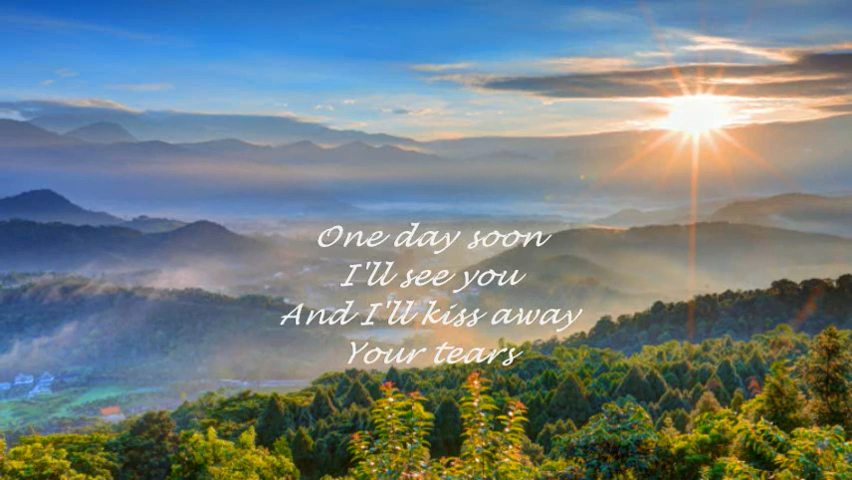 One day soon
I'll see you
And I'll kiss away
Your tears